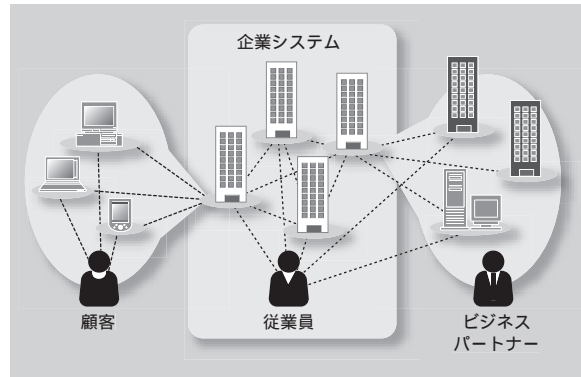 企業システム
顧客
従業員
ビジネス
パートナー